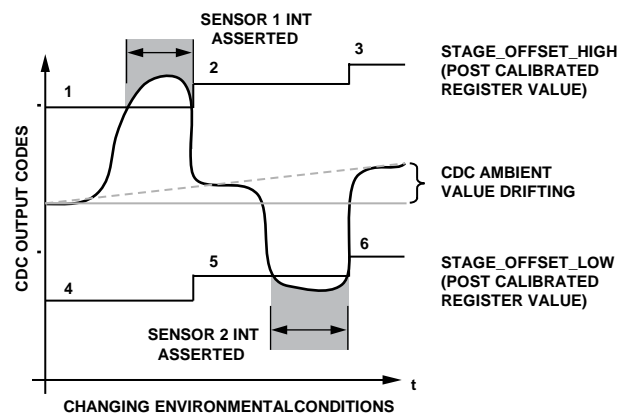 SENSOR 1 INT
ASSERTED
1
2
3
STAGE_OFFSET_HIGH
(POST CALIBRATED
REGISTER VALUE)
CDC OUTPUT CODES
CDC AMBIENT
VALUE DRIFTING
4
5
6
STAGE_OFFSET_LOW
(POST CALIBRATED
REGISTER VALUE)
SENSOR 2 INT
ASSERTED
t
CHANGING ENVIRONMENTALCONDITIONS